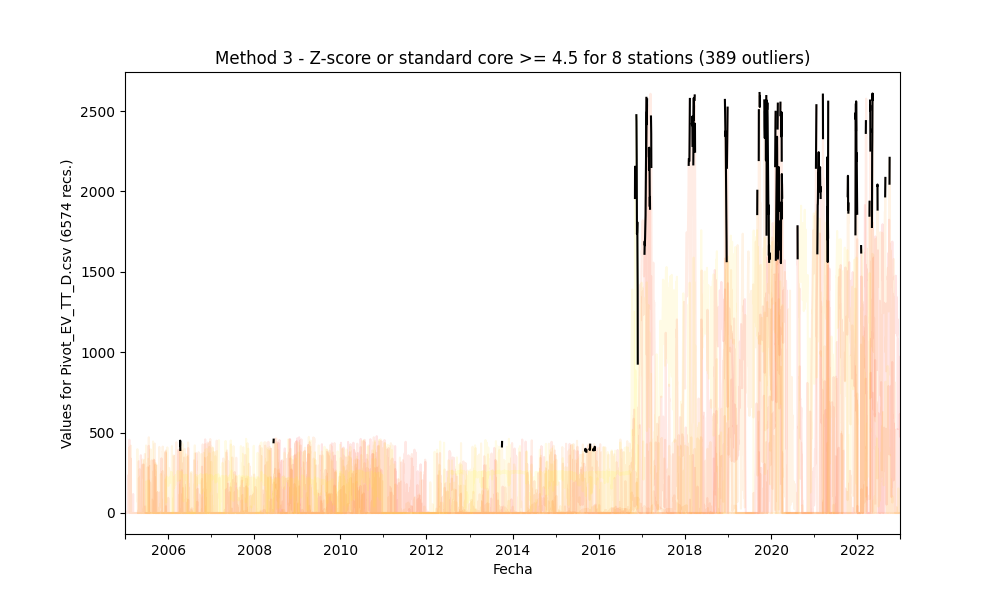 Method 3 - Z-score or standard core >= 4.5 for 8 stations (389 outliers)
Values for Pivot_EV_TT_D.csv (6574 recs.)
2500
2000
1500
1000
500
0
2006 2008 2010 2012 2014 2016 2018 2020 2022
Fecha